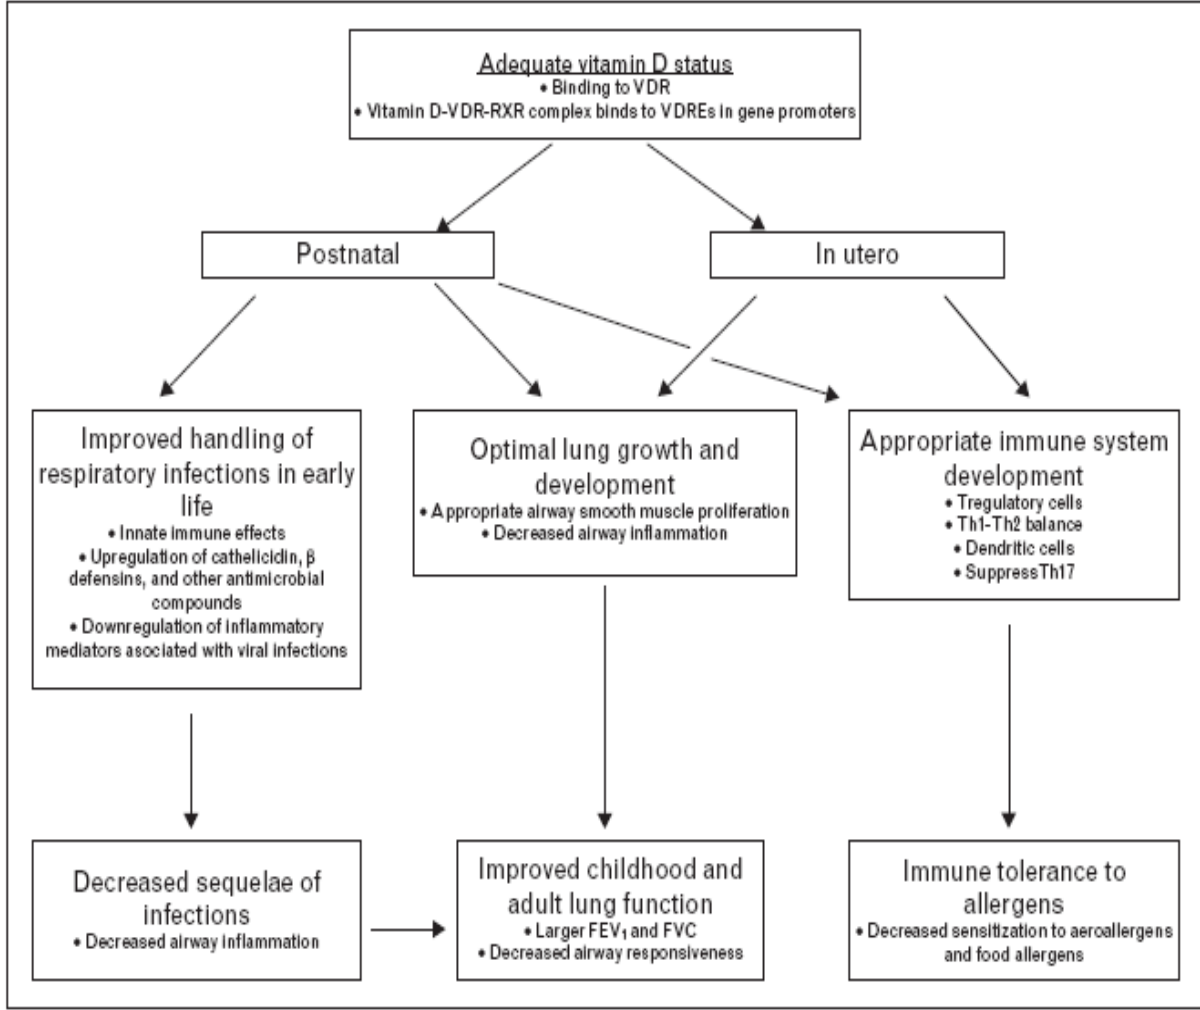 Adequate vitamin D status
• Binding to VDR
• Vitamin D-VDR-RXR complex binds to VDREs in gene promoters
Postnatal
In utero
Improved handling of
respiratory infections in early
life
• Innate immune effects
• Upregulation of cathelicidin, β
defensins, and other antimicrobial
compounds
• Downregulation of inflammatory
mediators asociated with viral infections
Optimal lung growth and
development
• Appropriate airway smooth muscle proliferation
• Decreased airway inflammation
Appropriate immune system
development
• Tregulatory cells
• Th1-Th2 balance
• Dendritic cells
• SuppressTh17
Decreased sequelae of
infections
• Decreased airway inflammation
Improved childhood and
adult lung function
• Larger FEV₁ and FVC
• Decreased airway responsiveness
Immune tolerance to
allergens
• Decreased sensitization to aeroallergens
and food allergens